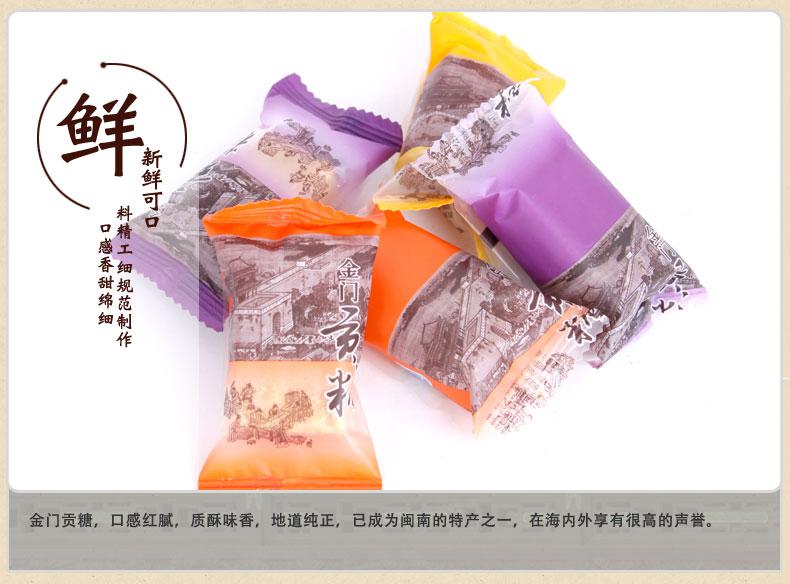 鲜
新鲜可口
料精工细规范制作
口感香甜绵细
金门
贡糖
金门贡糖，口感红腻，质酥味香，地道纯正，已成为闽南的特产之一，在海内外享有很高的声誉。